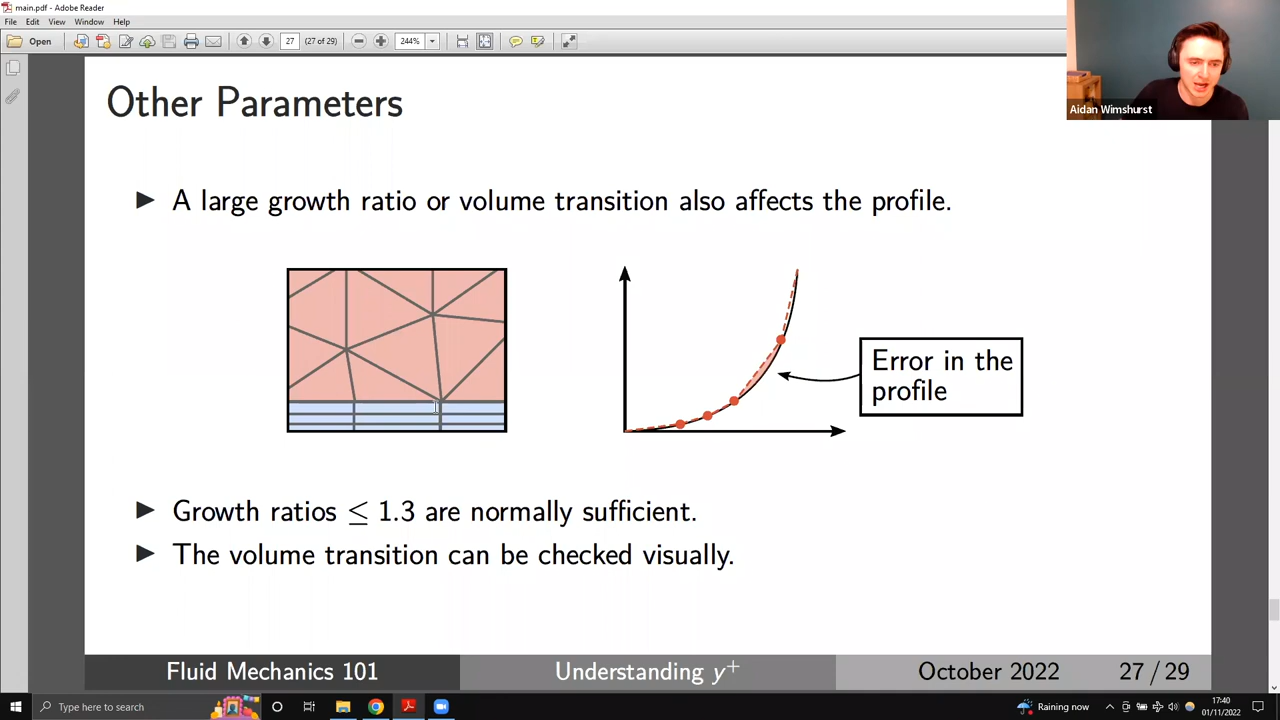 main.pdf - Adobe Reader
File Edit View Window Help
Open 27 (27 of 29) 244%
Aidan Wimshurst
Other Parameters
A large growth ratio or volume transition also affects the profile.
Error in the
profile
Growth ratios ≤ 1.3 are normally sufficient.
The volume transition can be checked visually.
Fluid Mechanics 101 Understanding y⁺ October 2022 27 / 29
Type here to search Raining now 17:40
01/11/2022